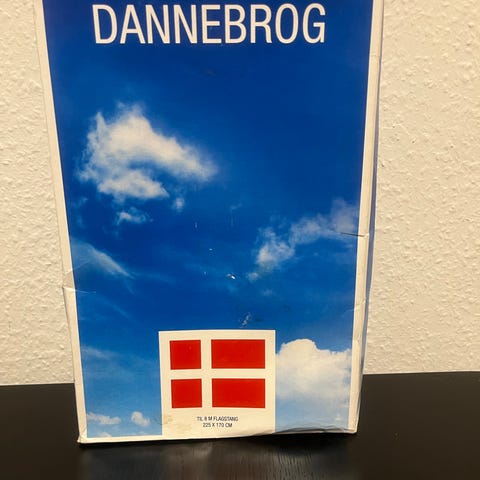 DANNEBROG
TIL 8 M FLAGSTANG
225 X 170 CM